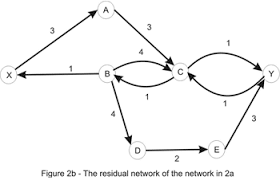 A
3
3
4
1
X
1
B
C
Y
1
1
4
3
D
2
E
Figure 2b - The residual network of the network in 2a